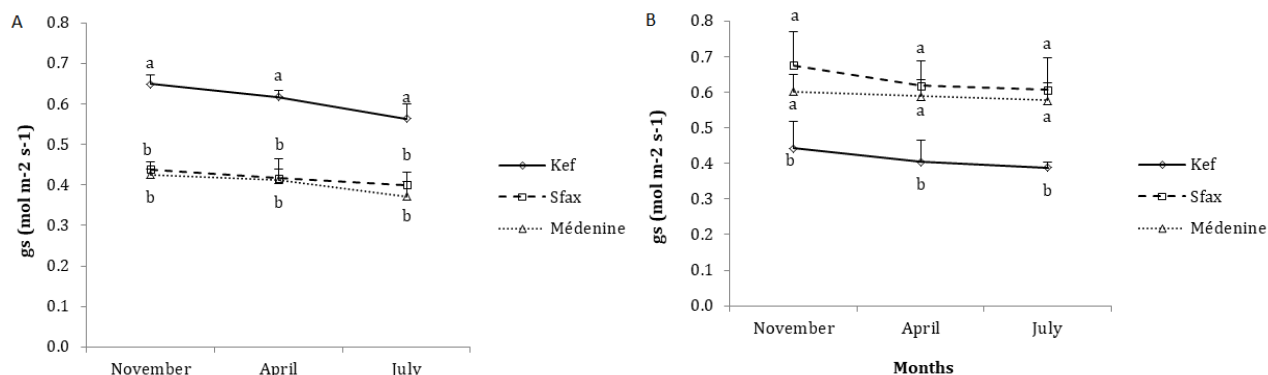 A
gs (mol m-2 s-1)
0.8
0.7
0.6
0.5
0.4
0.3
0.2
0.1
0.0
a
a
a
b
b
b
b
b
b
November
April
July
Kef
Sfax
Médenine
B
gs (mol m-2 s-1)
0.8
0.7
0.6
0.5
0.4
0.3
0.2
0.1
0.0
a
a
a
a
a
a
b
b
b
November
April
July
Months
Kef
Sfax
Médenine